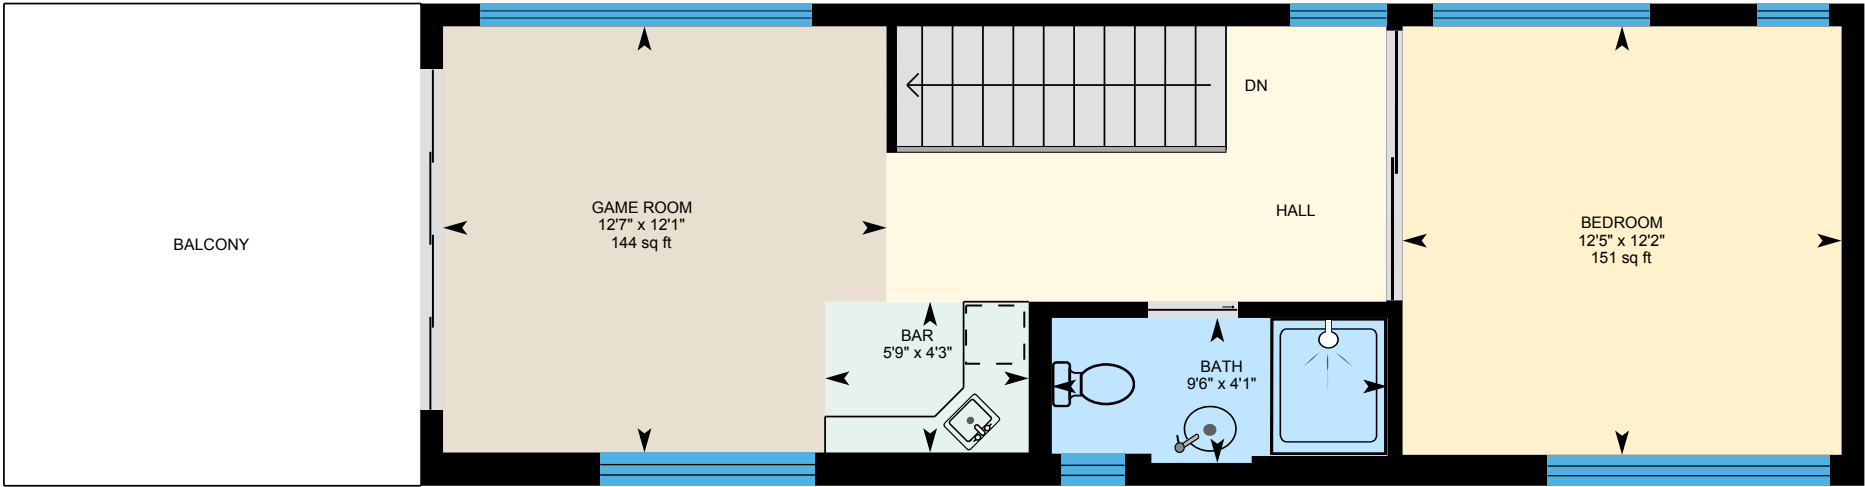 BALCONY
GAME ROOM
12'7" x 12'1"
144 sq ft
DN
HALL
BAR
5'9" x 4'3"
BATH
9'6" x 4'1"
BEDROOM
12'5" x 12'2"
151 sq ft